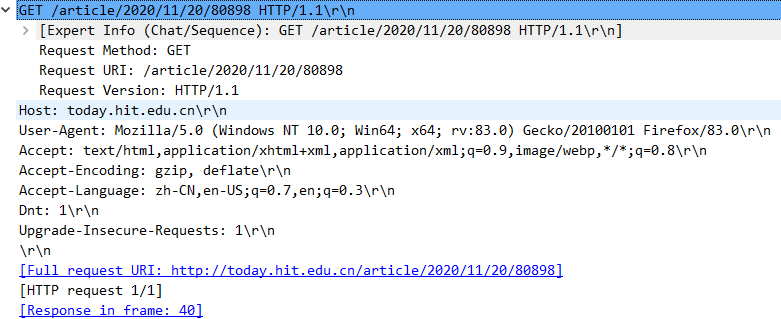 GET /article/2020/11/20/80898 HTTP/1.1\r\n
[Expert Info (Chat/Sequence): GET /article/2020/11/20/80898 HTTP/1.1\r\n]
Request Method: GET
Request URI: /article/2020/11/20/80898
Request Version: HTTP/1.1
Host: today.hit.edu.cn\r\n
User-Agent: Mozilla/5.0 (Windows NT 10.0; Win64; x64; rv:83.0) Gecko/20100101 Firefox/83.0\r\n
Accept: text/html,application/xhtml+xml,application/xml;q=0.9,image/webp,*/*;q=0.8\r\n
Accept-Encoding: gzip, deflate\r\n
Accept-Language: zh-CN,en-US;q=0.7,en;q=0.3\r\n
Dnt: 1\r\n
Upgrade-Insecure-Requests: 1\r\n
\r\n
[Full request URI: http://today.hit.edu.cn/article/2020/11/20/80898]
[HTTP request 1/1]
[Response in frame: 40]